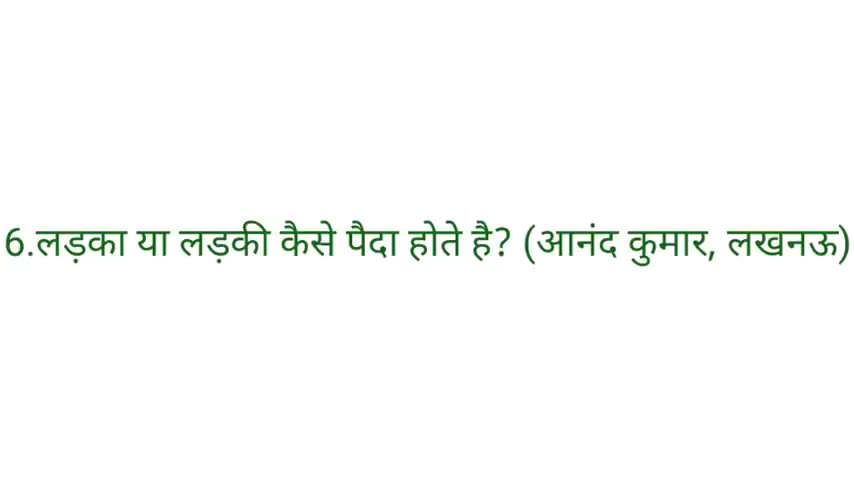 6.लड़का या लड़की कैसे पैदा होते है? (आनंद कुमार, लखनऊ)